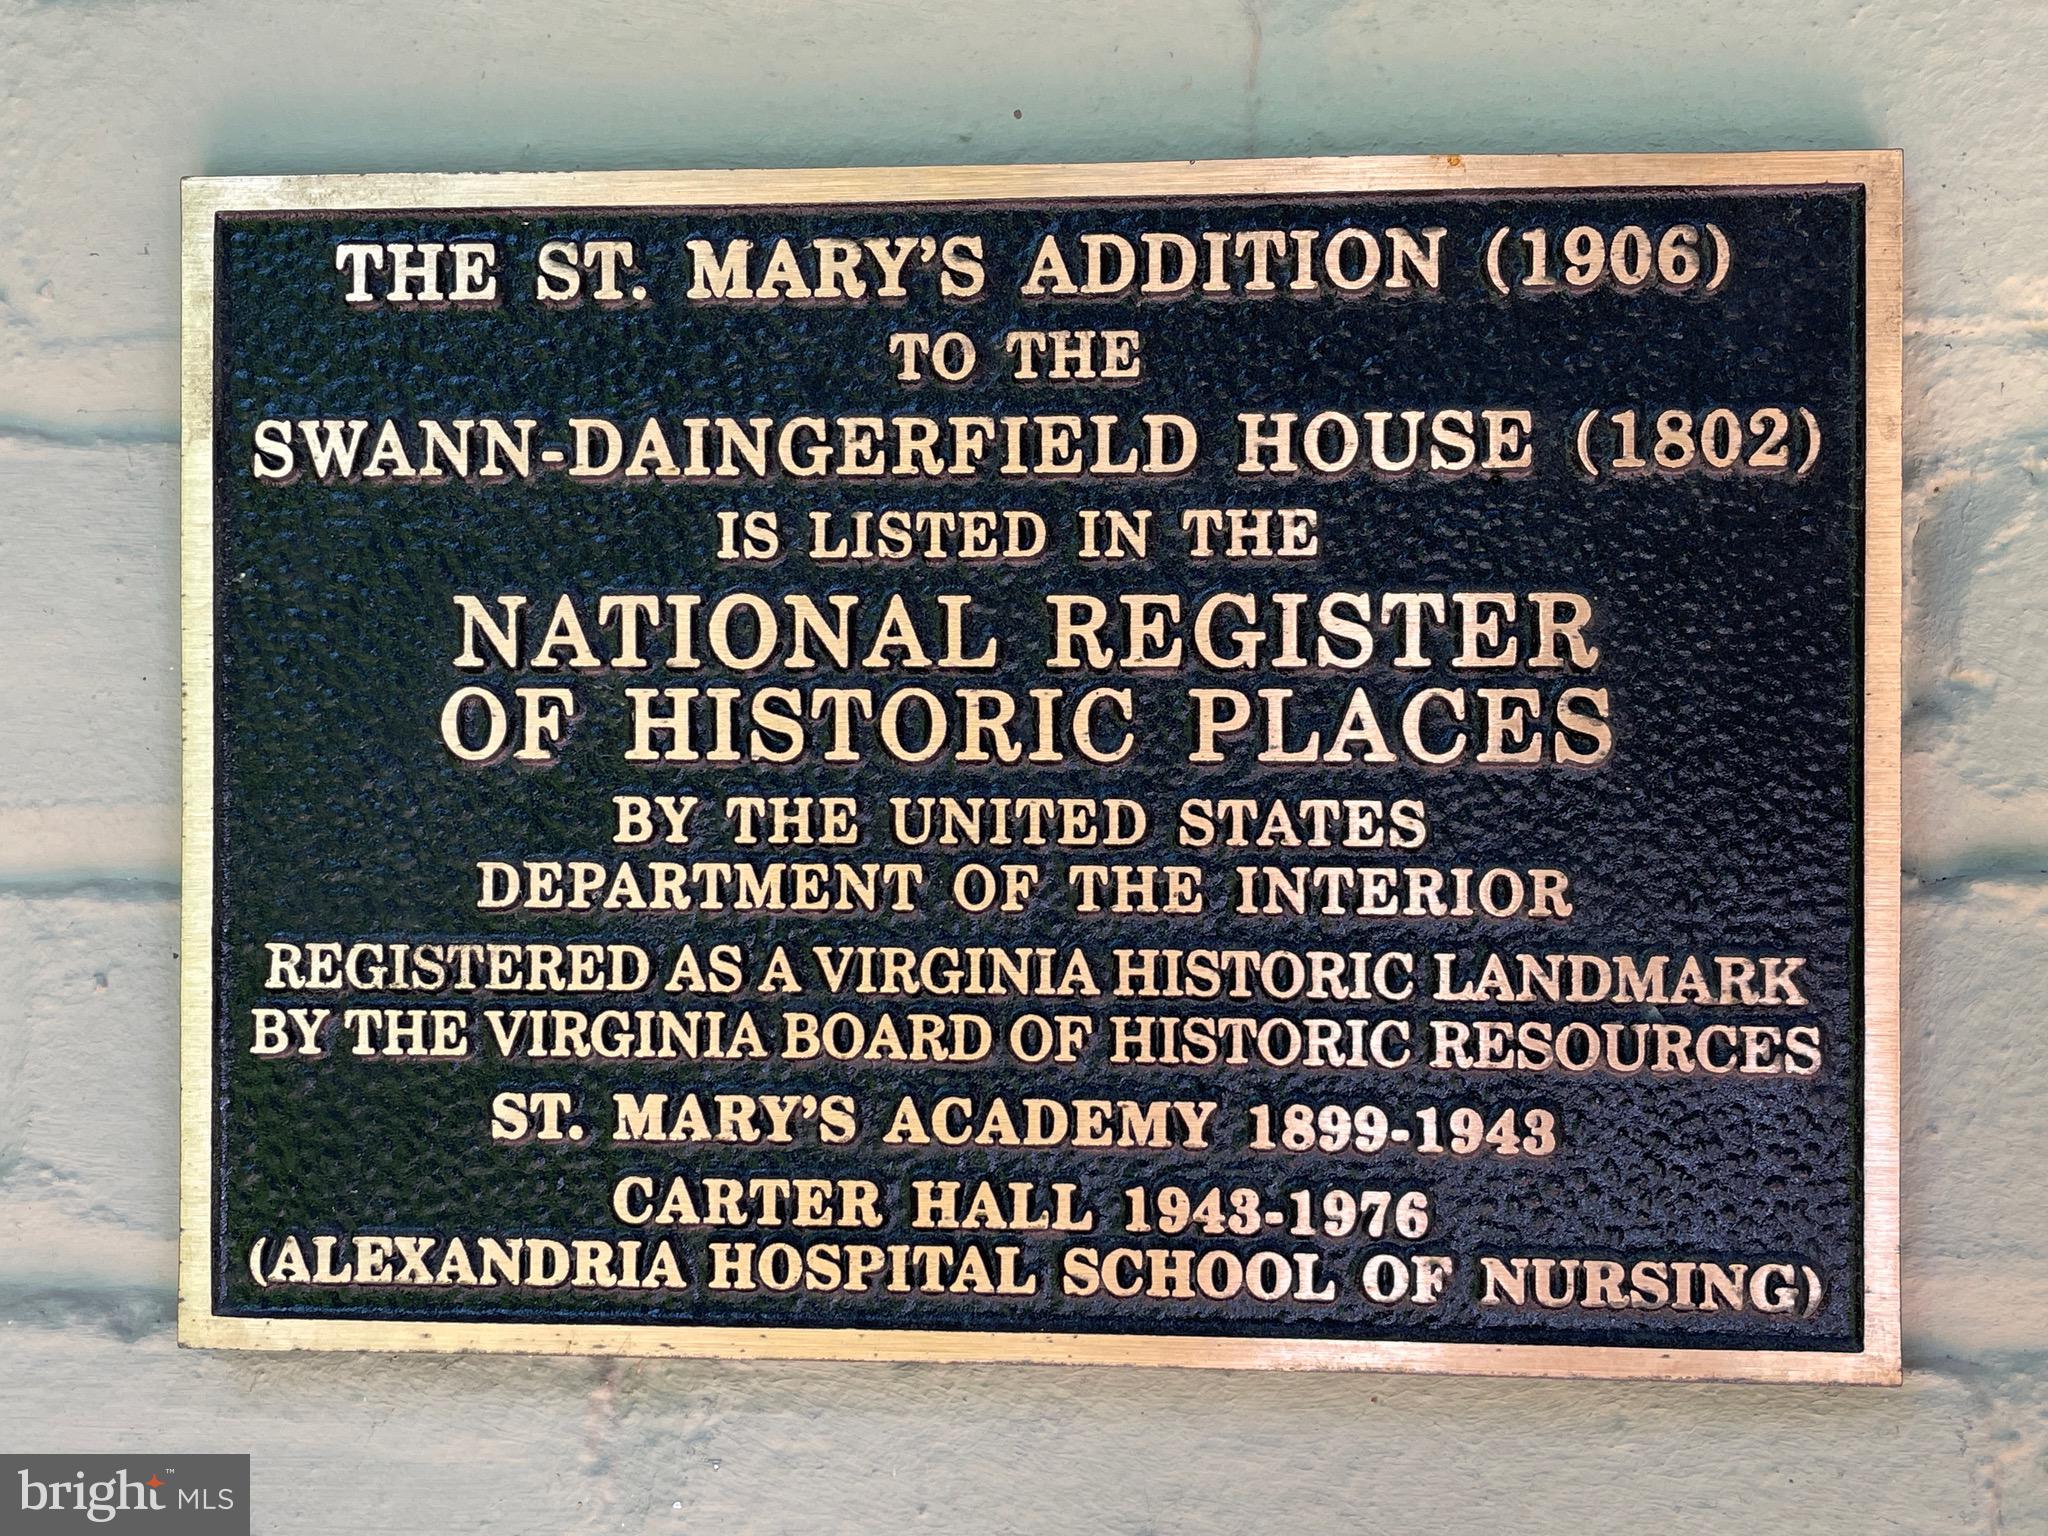 THE ST. MARY'S ADDITION (1906)
TO THE
SWANN-DAINGERFIELD HOUSE (1802)
IS LISTED IN THE
NATIONAL REGISTER
OF HISTORIC PLACES
BY THE UNITED STATES
DEPARTMENT OF THE INTERIOR
REGISTERED AS A VIRGINIA HISTORIC LANDMARK
BY THE VIRGINIA BOARD OF HISTORIC RESOURCES
ST. MARY'S ACADEMY 1899-1943
CARTER HALL 1943-1976
(ALEXANDRIA HOSPITAL SCHOOL OF NURSING)
bright™ MLS